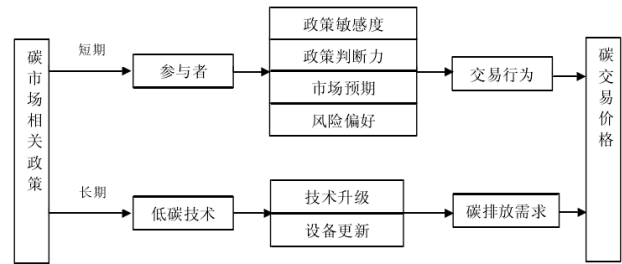 碳市场相关政策
短期
参与者
政策敏感度
政策判断力
市场预期
风险偏好
交易行为
碳交易价格
长期
低碳技术
技术升级
设备更新
碳排放需求